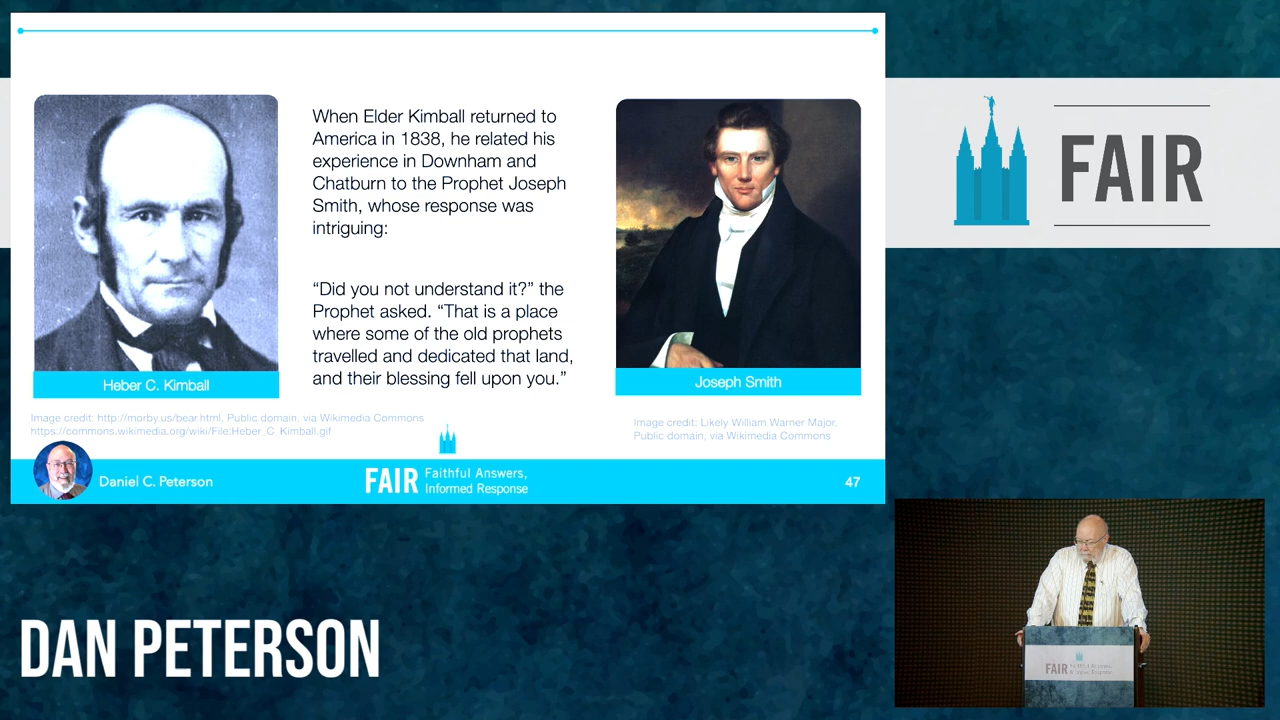 When Elder Kimball returned to
America in 1838, he related his
experience in Downham and
Chatburn to the Prophet Joseph
Smith, whose response was
intriguing:
“Did you not understand it?” the
Prophet asked. “That is a place
where some of the old prophets
travelled and dedicated that land,
and their blessing fell upon you.”
Heber C. Kimball
Joseph Smith
Image credit: http://morby.us/bear.html, Public domain, via Wikimedia Commons
https://commons.wikimedia.org/wiki/File:Heber_C_Kimball.gif
Image credit: Likely William Warner Major,
Public domain, via Wikimedia Commons
Daniel C. Peterson
FAIR
Faithful Answers,
Informed Response
47
FAIR
DAN PETERSON
FAIR